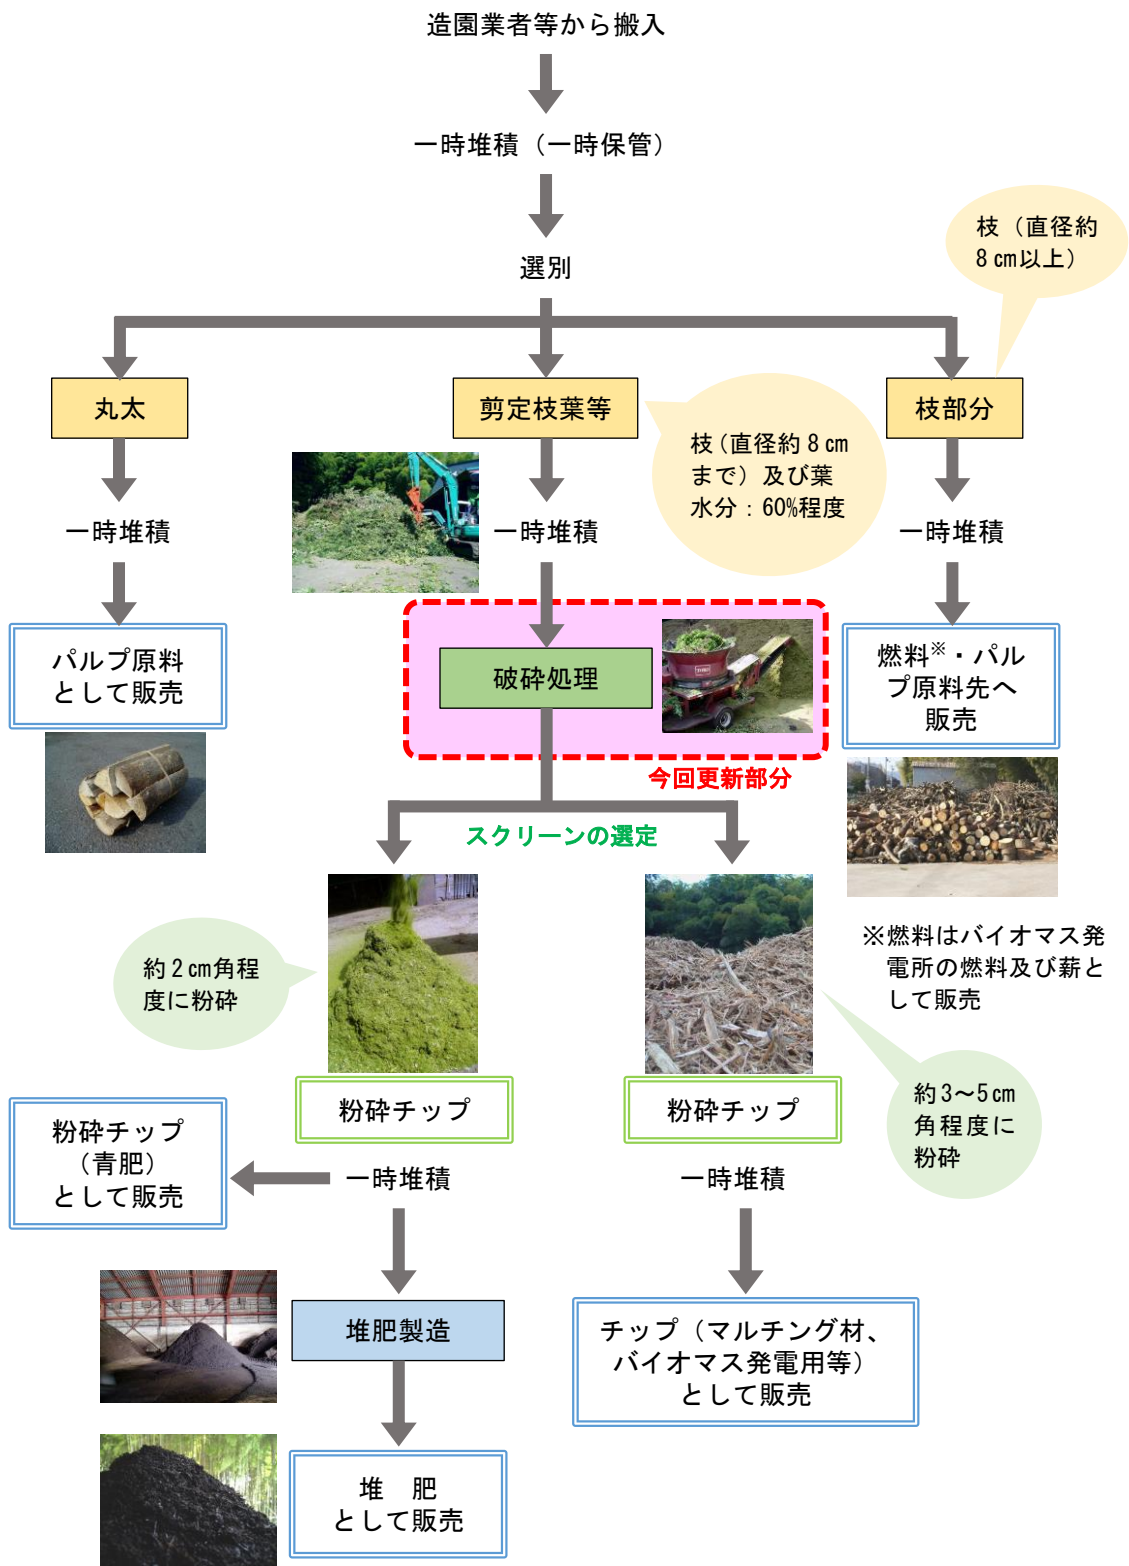 造園業者等から搬入
一時堆積（一時保管）
選別
枝（直径約
8㎝以上）
丸太
剪定枝葉等
枝部分
枝（直径約8㎝
まで）及び葉
水分：60%程度
一時堆積
一時堆積
一時堆積
パルプ原料
として販売
破砕処理
燃料※・パル
プ原料先へ
販売
今回更新部分
スクリーンの選定
約2㎝角程
度に粉砕
※燃料はバイオマス発
電所の燃料及び薪と
して販売
約3～5㎝
角程度に
粉砕
粉砕チップ
粉砕チップ
粉砕チップ
（青肥）
として販売
一時堆積
一時堆積
堆肥製造
チップ（マルチング材、
バイオマス発電用等）
として販売
堆　肥
として販売